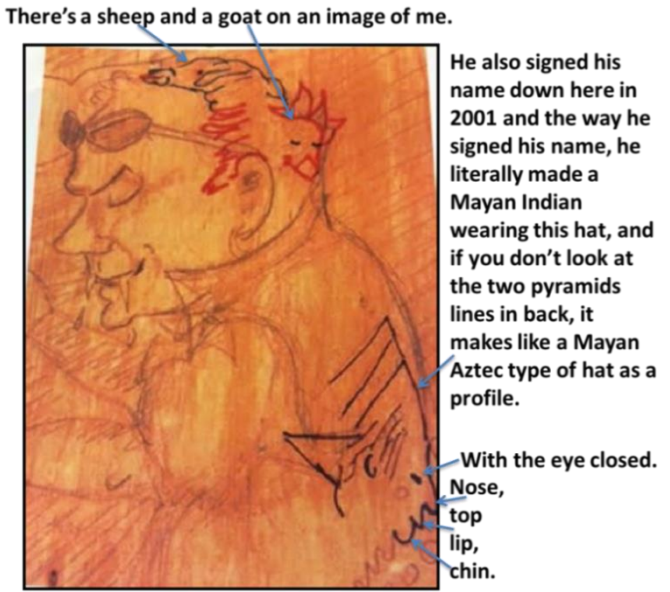 There's a sheep and a goat on an image of me.
He also signed his
name down here in
2001 and the way he
signed his name, he
literally made a
Mayan Indian
wearing this hat, and
if you don't look at
the two pyramids
lines in back, it
makes like a Mayan
Aztec type of hat as a
profile.
With the eye closed.
Nose,
top
lip,
chin.